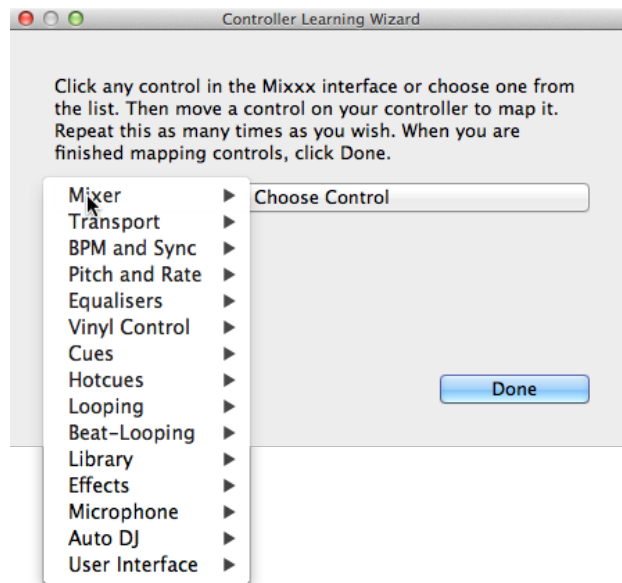 Controller Learning Wizard
Click any control in the Mixxx interface or choose one from
the list. Then move a control on your controller to map it.
Repeat this as many times as you wish. When you are
finished mapping controls, click Done.
Choose Control
Mixer
Transport
BPM and Sync
Pitch and Rate
Equalisers
Vinyl Control
Cues
Hotcues
Looping
Beat-Looping
Library
Effects
Microphone
Auto DJ
User Interface
Done